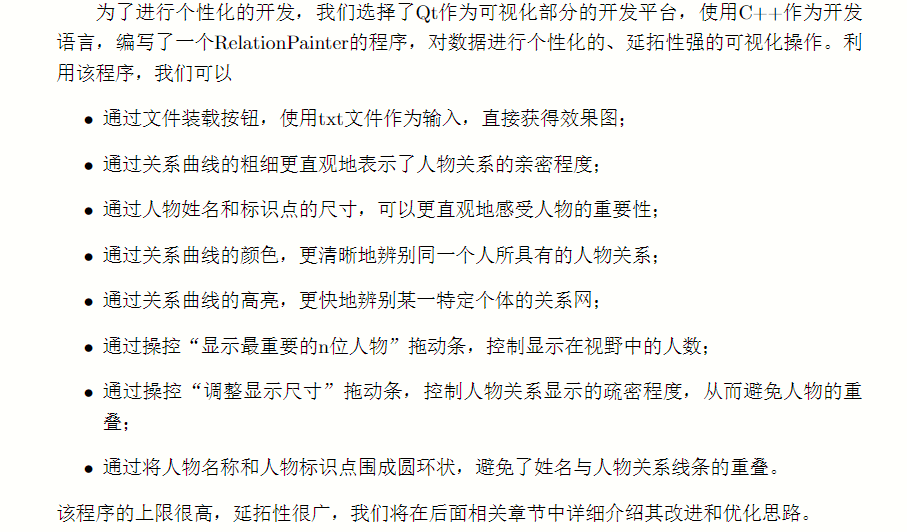 为了进行个性化的开发，我们选择了Qt作为可视化部分的开发平台，使用C++作为开发
语言，编写了一个RelationPainter的程序，对数据进行个性化的、延拓性强的可视化操作。利
用该程序，我们可以
● 通过文件装载按钮，使用txt文件作为输入，直接获得效果图；
● 通过关系曲线的粗细更直观地表示了人物关系的亲密程度；
● 通过人物姓名和标识点的尺寸，可以更直观地感受人物的重要性；
● 通过关系曲线的颜色，更清晰地辨别同一个人所具有的人物关系；
● 通过关系曲线的高亮，更快地辨别某一特定个体的关系网；
● 通过操控“显示最重要的n位人物”拖动条，控制显示在视野中的人数；
● 通过操控“调整显示尺寸”拖动条，控制人物关系显示的疏密程度，从而避免人物的重
叠；
● 通过将人物名称和人物标识点围成圆环状，避免了姓名与人物关系线条的重叠。
该程序的上限很高，延拓性很广，我们将在后面相关章节中详细介绍其改进和优化思路。